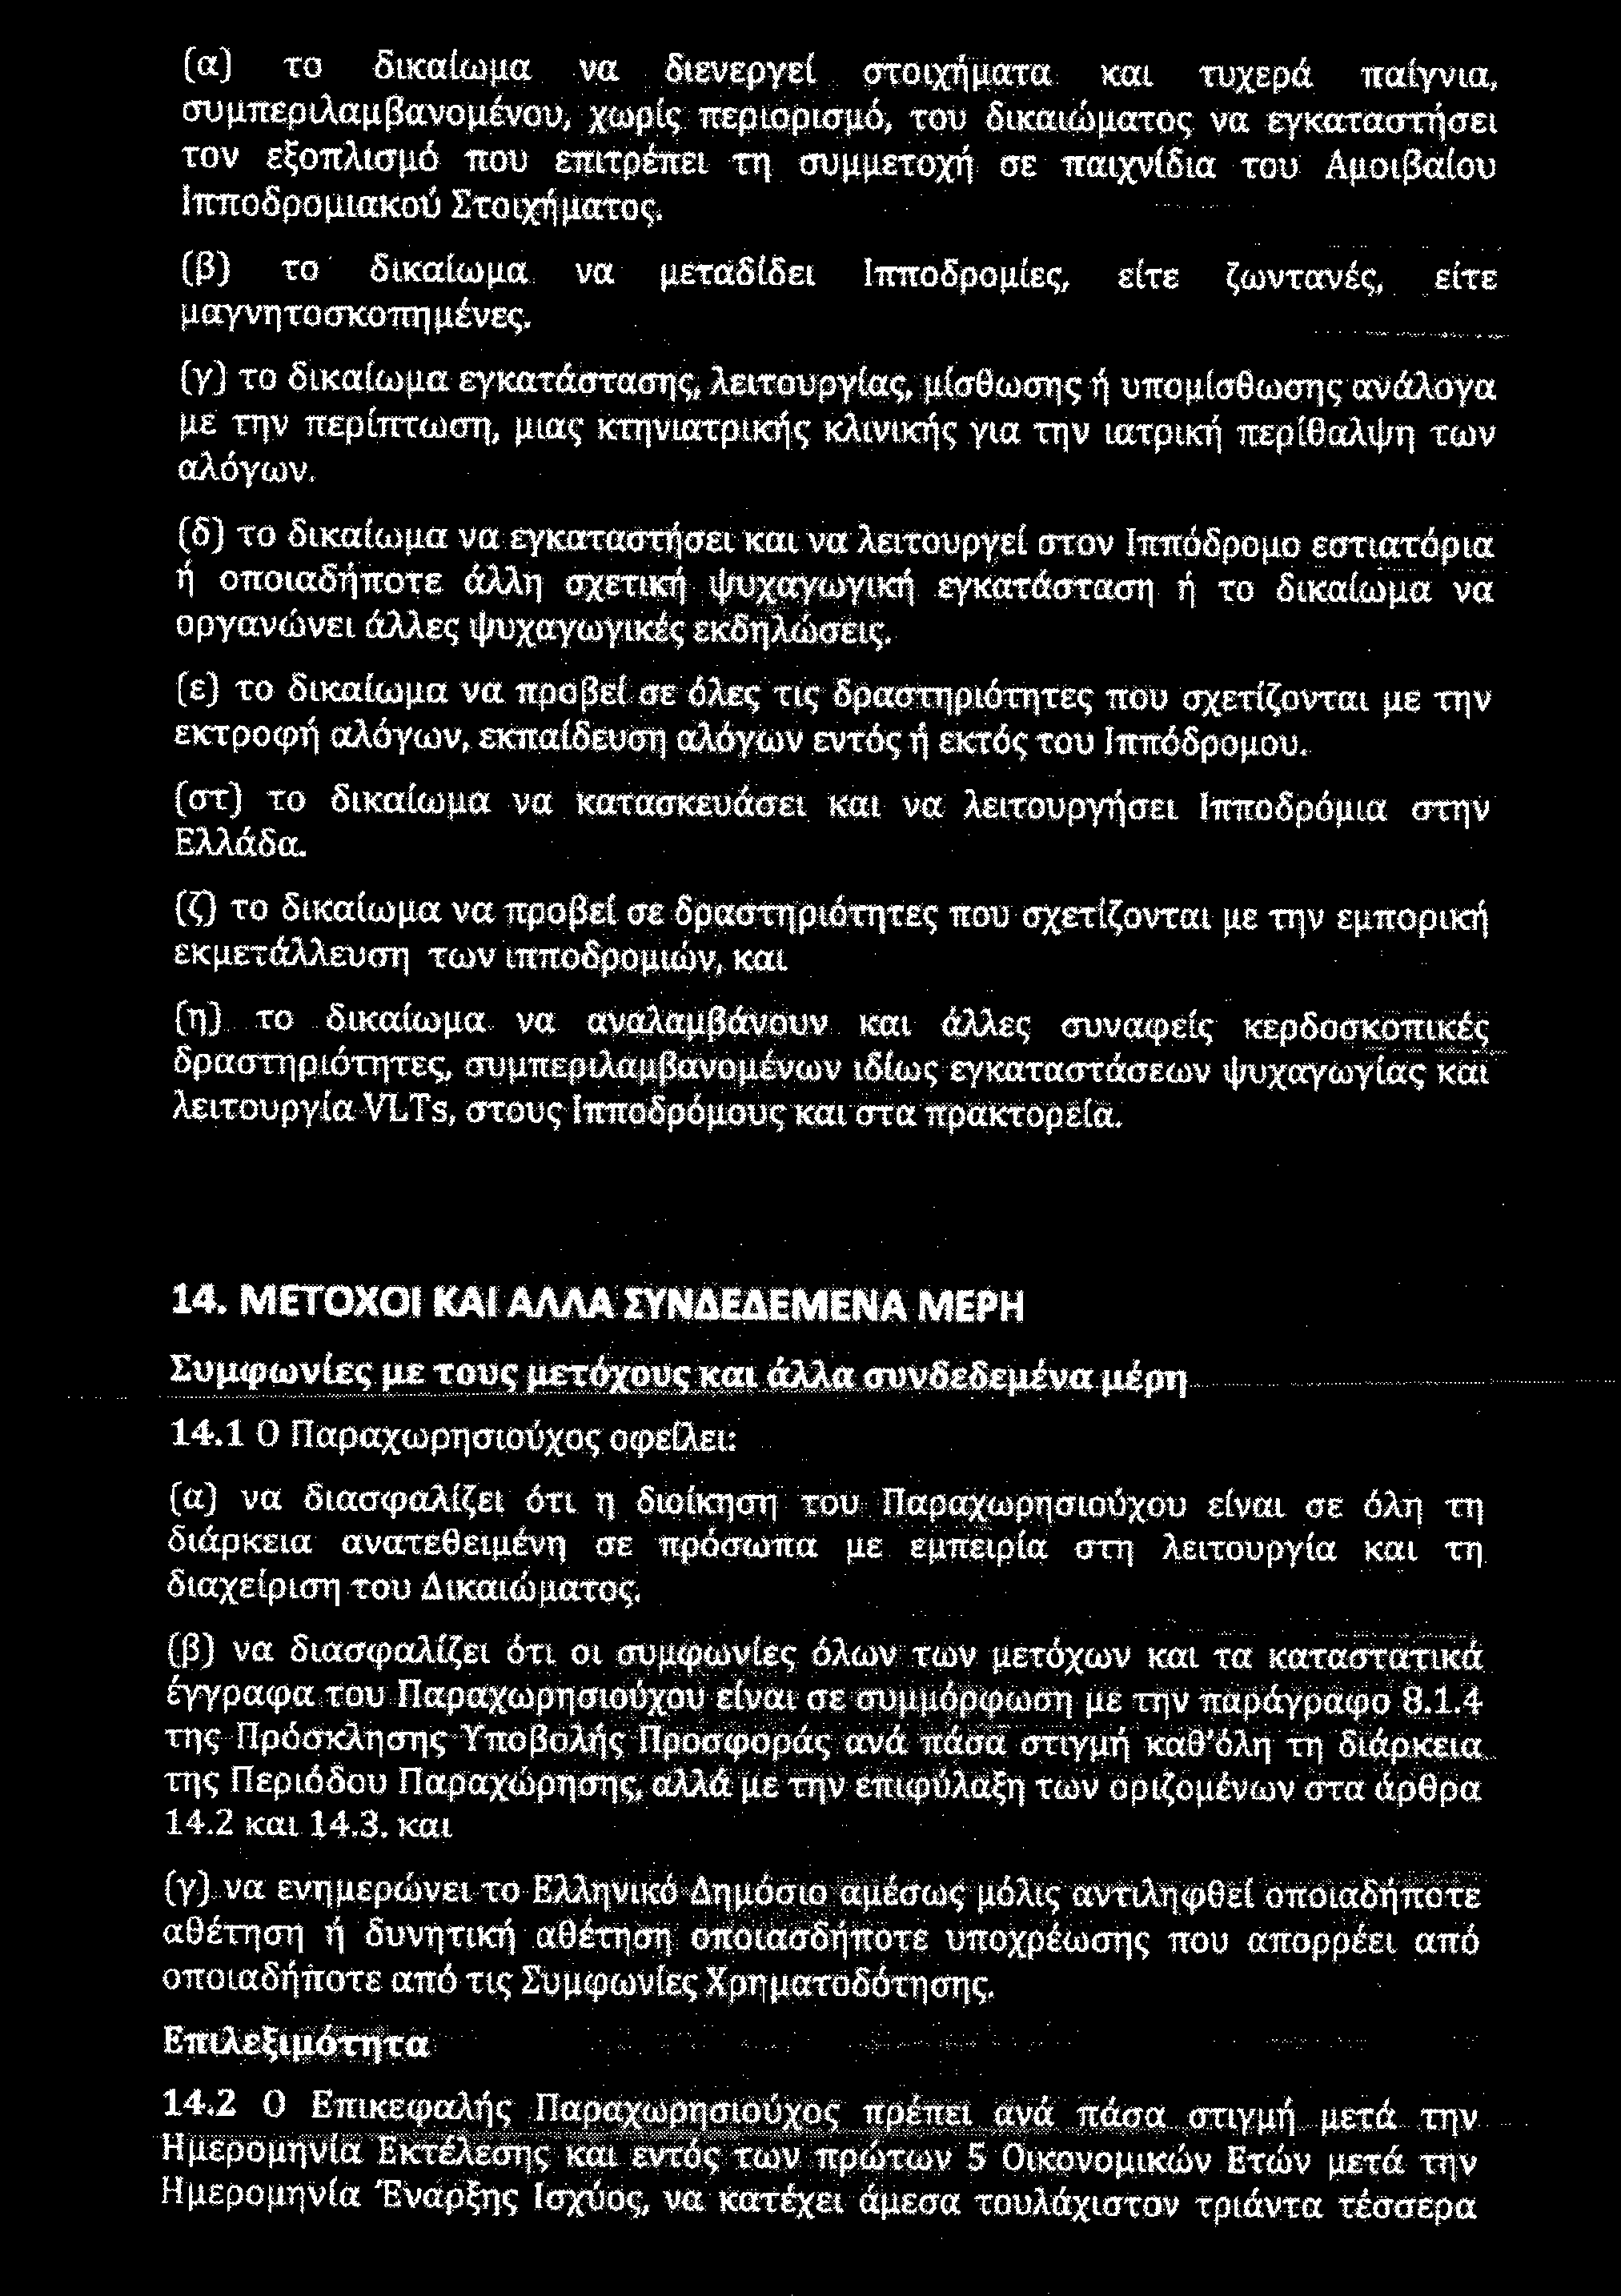 (α) το δικαίωμα να διενεργεί στοιχήματα και τυχερά παίγνια,
συμπεριλαμβανομένου, χωρίς περιορισμό, του δικαιώματος να εγκαταστήσει
τον εξοπλισμό που επιτρέπει τη συμμετοχή σε παιχνίδια του Αμοιβαίου
Ιπποδρομιακού Στοιχήματος.
(β) το δικαίωμα να μεταδίδει Ιπποδρομίες, είτε ζωντανές, είτε
μαγνητοσκοπημένες.
(γ) το δικαίωμα εγκατάστασης, λειτουργίας, μίσθωσης ή υπομίσθωσης ανάλογα
με την περίπτωση, μιας κτηνιατρικής κλινικής για την ιατρική περίθαλψη των
αλόγων.
(δ) το δικαίωμα να εγκαταστήσει και να λειτουργεί στον Ιππόδρομο εστιατόρια
ή οποιαδήποτε άλλη σχετική ψυχαγωγική εγκατάσταση ή το δικαίωμα να
οργανώνει άλλες ψυχαγωγικές εκδηλώσεις.
(ε) το δικαίωμα να προβεί σε όλες τις δραστηριότητες που σχετίζονται με την
εκτροφή αλόγων, εκπαίδευση αλόγων εντός ή εκτός του Ιππόδρομου.
(στ) το δικαίωμα να κατασκευάσει και να λειτουργήσει Ιπποδρόμια στην
Ελλάδα.
(ζ) το δικαίωμα να προβεί σε δραστηριότητες που σχετίζονται με την εμπορική
εκμετάλλευση των ιπποδρομιών, και
(η) το δικαίωμα να αναλαμβάνουν και άλλες συναφείς κερδοσκοπικές
δραστηριότητες, συμπεριλαμβανομένων ιδίως εγκαταστάσεων ψυχαγωγίας και
λειτουργία VLTs, στους Ιπποδρόμους και στα πρακτορεία.
14. ΜΕΤΟΧΟΙ ΚΑΙ ΑΛΛΑ ΣΥΝΔΕΔΕΜΕΝΑ ΜΕΡΗ
Συμφωνίες με τους μετόχους και άλλα συνδεδεμένα μέρη
14.1 Ο Παραχωρησιούχος οφείλει:
(α) να διασφαλίζει ότι η διοίκηση του Παραχωρησιούχου είναι σε όλη τη
διάρκεια ανατεθειμένη σε πρόσωπα με εμπειρία στη λειτουργία και τη
διαχείριση του Δικαιώματος.
(β) να διασφαλίζει ότι οι συμφωνίες όλων των μετόχων και τα καταστατικά
έγγραφα του Παραχωρησιούχου είναι σε συμμόρφωση με την παράγραφο 8.1.4
της Πρόσκλησης Υποβολής Προσφοράς ανά πάσα στιγμή καθ'όλη τη διάρκεια
της Περιόδου Παραχώρησης, αλλά με την επιφύλαξη των οριζομένων στα άρθρα
14.2 και 14.3. και
(γ) να ενημερώνει το Ελληνικό Δημόσιο αμέσως μόλις αντιληφθεί οποιαδήποτε
αθέτηση ή δυνητική αθέτηση οποιασδήποτε υποχρέωσης που απορρέει από
οποιαδήποτε από τις Συμφωνίες Χρηματοδότησης.
Επιλεξιμότητα
14.2 Ο Επικεφαλής Παραχωρησιούχος πρέπει ανά πάσα στιγμή μετά την
Ημερομηνία Εκτέλεσης και εντός των πρώτων 5 Οικονομικών Ετών μετά την
Ημερομηνία Έναρξης Ισχύος, να κατέχει άμεσα τουλάχιστον τριάντα τέσσερα